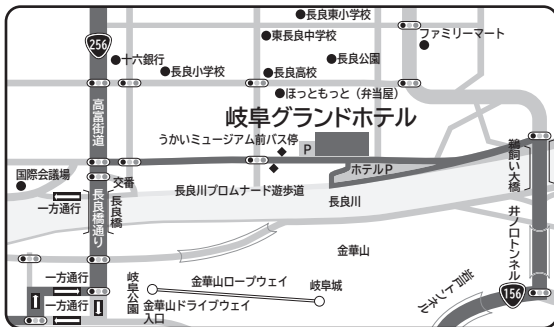 長良東小学校
256
東長良中学校
ファミリーマート
十六銀行
長良公園
長良小学校
長良高校
ほっともっと（弁当屋）
高富街道
岐阜グランドホテル
うかいミュージアム前バス停
P
ホテルP
国際会議場
交番
長良川プロムナード遊歩道
長良川
鵜飼い大橋
一方通行
長良橋通り
長良橋
井ノ口トンネル
金華山
一方通行
岐阜公園
金華山ロープウェイ
岐阜城
岩戸トンネル
156
一方通行
金華山ドライブウェイ
入口